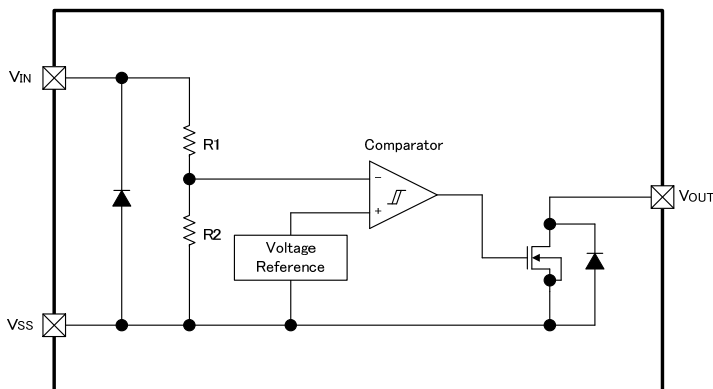 VIN
Comparator
R1
−
+
VOUT
R2
Voltage
Reference
VSS